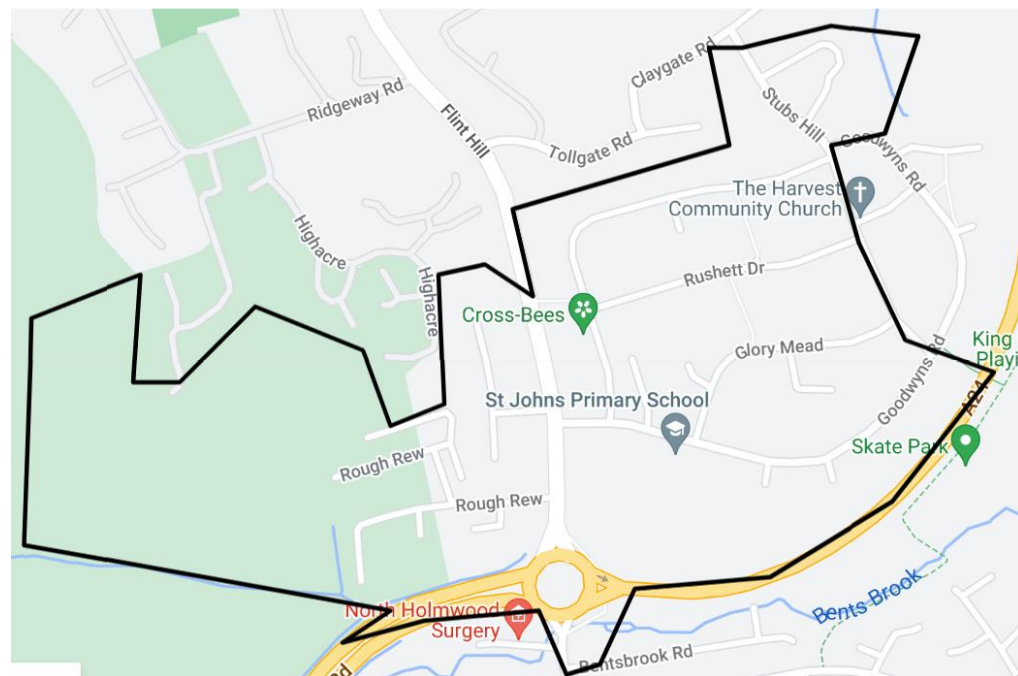 Claygate Rd
Ridgeway Rd
Stubs Hill
Flint Hill
Tollgate Rd
Goodwyns Rd
The Harvest
Community Church
Highacre
Highacre
Rushett Dr
Cross-Bees
King
Playi
Glory Mead
St Johns Primary School
Goodwyns Rd
A24
Skate Park
Rough Rew
Rough Rew
Bents Brook
North Holmwood
Surgery
Bentsbrook Rd